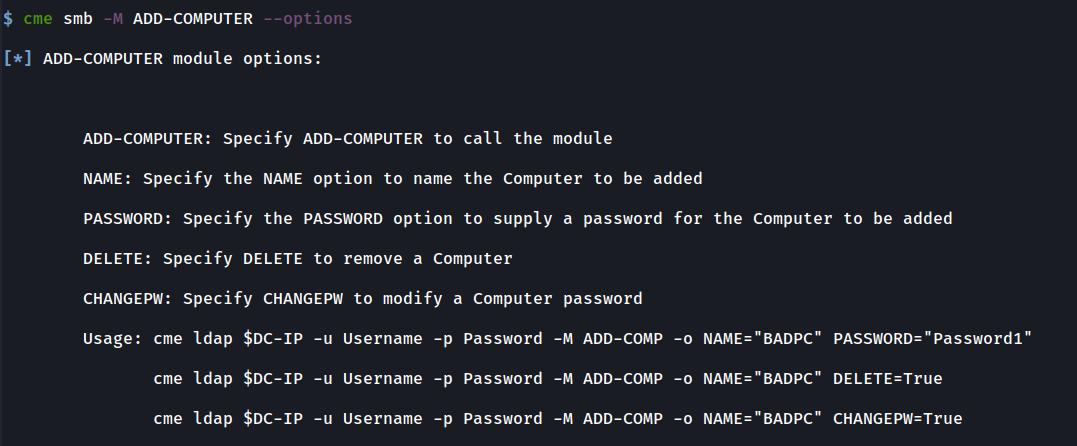 $ cme smb -M ADD-COMPUTER --options
[*] ADD-COMPUTER module options:
ADD-COMPUTER: Specify ADD-COMPUTER to call the module
NAME: Specify the NAME option to name the Computer to be added
PASSWORD: Specify the PASSWORD option to supply a password for the Computer to be added
DELETE: Specify DELETE to remove a Computer
CHANGEPW: Specify CHANGEPW to modify a Computer password
Usage: cme ldap $DC-IP -u Username -p Password -M ADD-COMP -o NAME="BADPC" PASSWORD="Password1"
cme ldap $DC-IP -u Username -p Password -M ADD-COMP -o NAME="BADPC" DELETE=True
cme ldap $DC-IP -u Username -p Password -M ADD-COMP -o NAME="BADPC" CHANGEPW=True